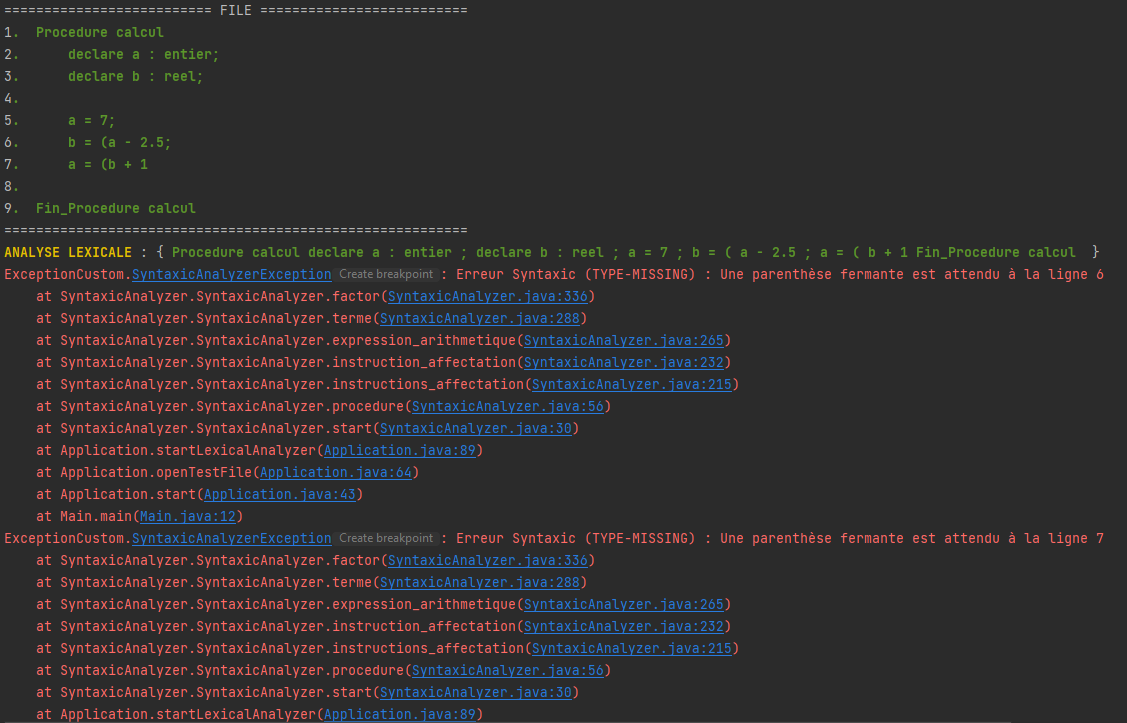 ========================== FILE ==========================
1.  Procedure calcul
2.      declare a : entier;
3.      declare b : reel;
4.
5.      a = 7;
6.      b = (a - 2.5;
7.      a = (b + 1
8.
9.  Fin_Procedure calcul
==========================================================
ANALYSE LEXICALE : { Procedure calcul declare a : entier ; declare b : reel ; a = 7 ; b = ( a - 2.5 ; a = ( b + 1 Fin_Procedure calcul  }
ExceptionCustom.SyntaxicAnalyzerException Create breakpoint : Erreur Syntaxic (TYPE-MISSING) : Une parenthèse fermante est attendu à la ligne 6
    at SyntaxicAnalyzer.SyntaxicAnalyzer.factor(SyntaxicAnalyzer.java:336)
    at SyntaxicAnalyzer.SyntaxicAnalyzer.terme(SyntaxicAnalyzer.java:288)
    at SyntaxicAnalyzer.SyntaxicAnalyzer.expression_arithmetique(SyntaxicAnalyzer.java:265)
    at SyntaxicAnalyzer.SyntaxicAnalyzer.instruction_affectation(SyntaxicAnalyzer.java:232)
    at SyntaxicAnalyzer.SyntaxicAnalyzer.instructions_affectation(SyntaxicAnalyzer.java:215)
    at SyntaxicAnalyzer.SyntaxicAnalyzer.procedure(SyntaxicAnalyzer.java:56)
    at SyntaxicAnalyzer.SyntaxicAnalyzer.start(SyntaxicAnalyzer.java:30)
    at Application.startLexicalAnalyzer(Application.java:89)
    at Application.openTestFile(Application.java:64)
    at Application.start(Application.java:43)
    at Main.main(Main.java:12)
ExceptionCustom.SyntaxicAnalyzerException Create breakpoint : Erreur Syntaxic (TYPE-MISSING) : Une parenthèse fermante est attendu à la ligne 7
    at SyntaxicAnalyzer.SyntaxicAnalyzer.factor(SyntaxicAnalyzer.java:336)
    at SyntaxicAnalyzer.SyntaxicAnalyzer.terme(SyntaxicAnalyzer.java:288)
    at SyntaxicAnalyzer.SyntaxicAnalyzer.expression_arithmetique(SyntaxicAnalyzer.java:265)
    at SyntaxicAnalyzer.SyntaxicAnalyzer.instruction_affectation(SyntaxicAnalyzer.java:232)
    at SyntaxicAnalyzer.SyntaxicAnalyzer.instructions_affectation(SyntaxicAnalyzer.java:215)
    at SyntaxicAnalyzer.SyntaxicAnalyzer.procedure(SyntaxicAnalyzer.java:56)
    at SyntaxicAnalyzer.SyntaxicAnalyzer.start(SyntaxicAnalyzer.java:30)
    at Application.startLexicalAnalyzer(Application.java:89)